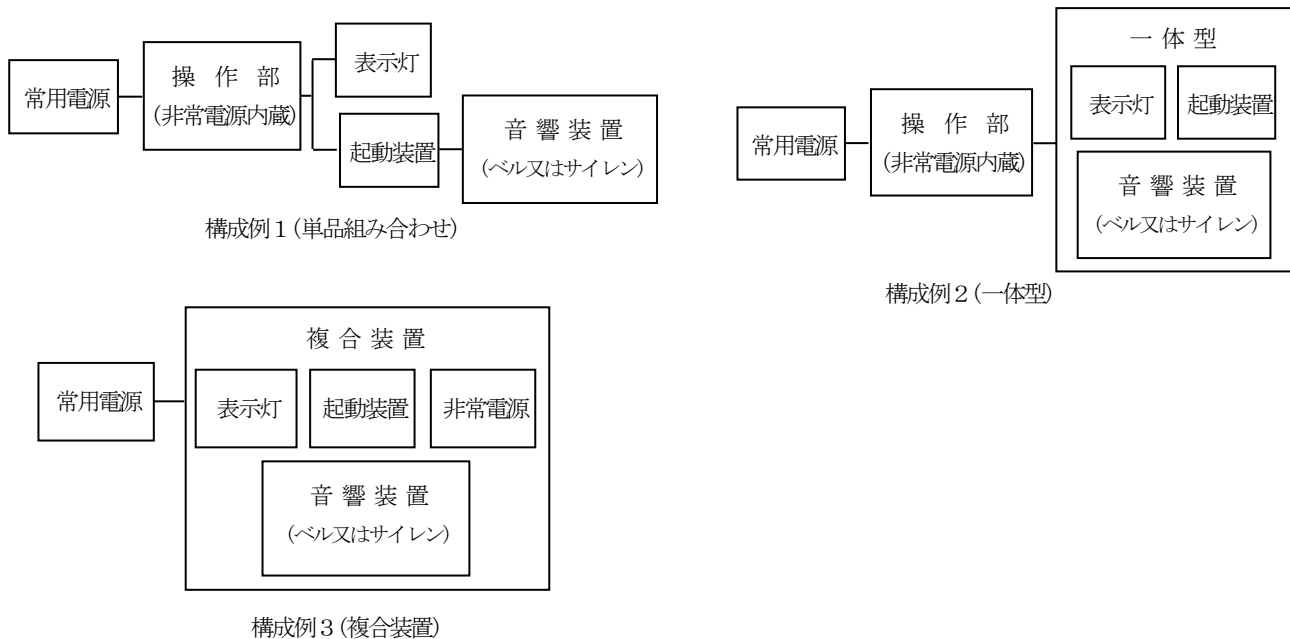 常用電源
操 作 部
(非常電源内蔵)
表示灯
起動装置
音 響 装 置
(ベル又はサイレン)
構成例１(単品組み合わせ)
常用電源
操 作 部
(非常電源内蔵)
一 体 型
表示灯
起動装置
音 響 装 置
(ベル又はサイレン)
構成例２(一体型)
常用電源
複 合 装 置
表示灯
起動装置
非常電源
音 響 装 置
(ベル又はサイレン)
構成例３(複合装置)